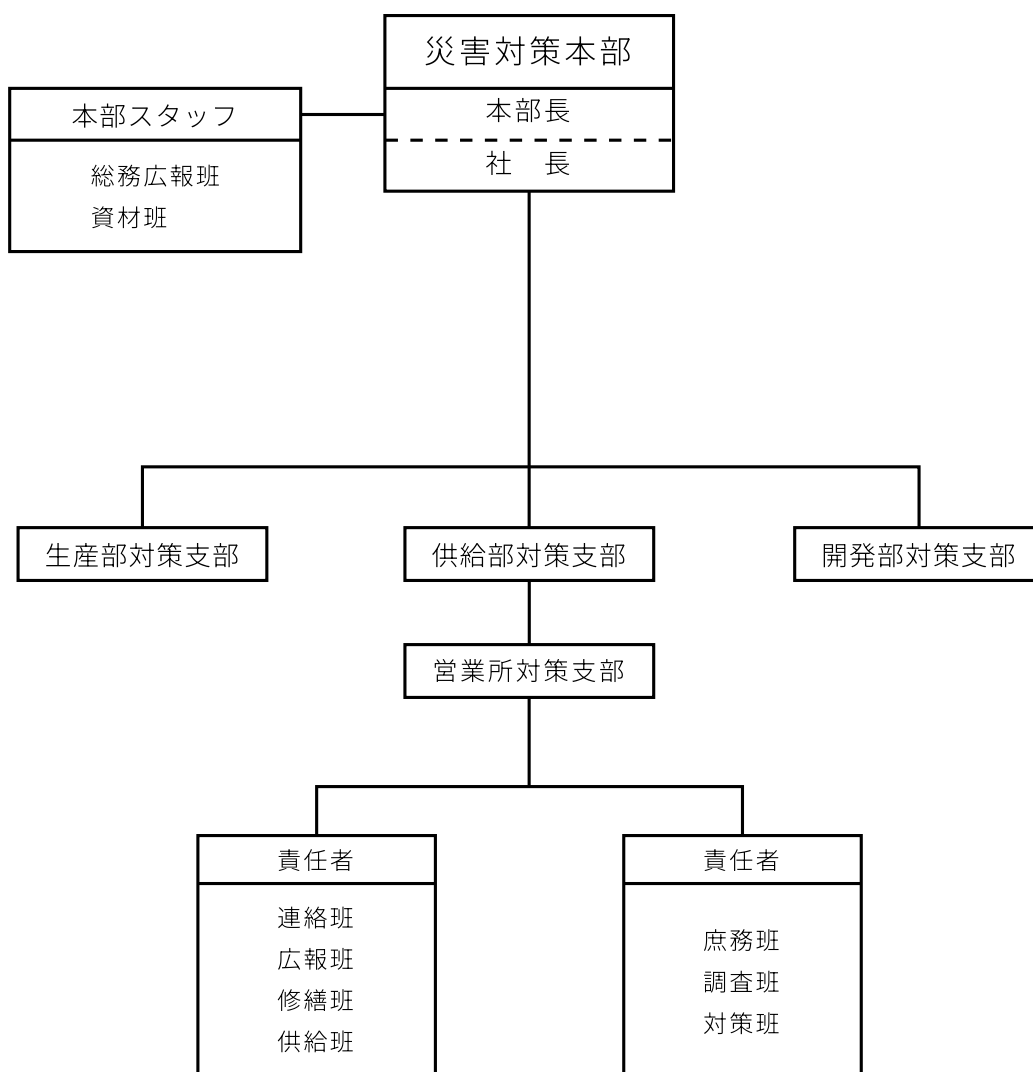 災害対策本部
本部長
社　長
本部スタッフ
総務広報班
資材班
生産部対策支部
供給部対策支部
開発部対策支部
営業所対策支部
責任者
連絡班
広報班
修繕班
供給班
責任者
庶務班
調査班
対策班